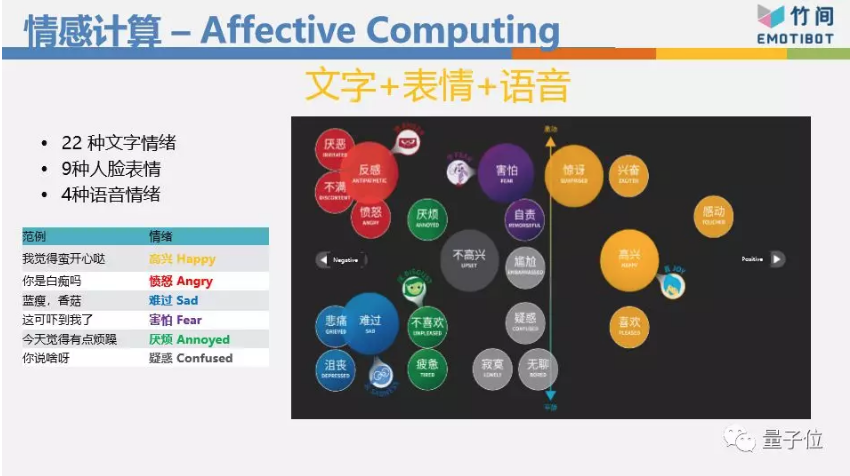 情感计算 – Affective Computing
竹间
EMOTIBOT
文字+表情+语音
• 22 种文字情绪
• 9种人脸表情
• 4种语音情绪
范例 情绪
我觉得蛮开心哒 高兴 Happy
你是白痴吗 愤怒 Angry
蓝瘦，香菇 难过 Sad
这可吓到我了 害怕 Fear
今天觉得有点烦躁 厌烦 Annoyed
你说啥呀 疑惑 Confused
激动
厌恶
反感
ANTIPATHETIC
不满
DISCONTENT
愤怒
ANGRY
害怕
FEAR
惊讶
SURPRISED
兴奋
EXCITED
厌烦
ANNOYED
自责
REMORSEFUL
感动
TOUCHED
Negative
不高兴
UPSET
尴尬
EMBARRASSED
高兴
HAPPY
Positive
JOY
悲痛
GRIEVED
难过
SAD
不喜欢
UNPLEASED
疑惑
CONFUSED
喜欢
PLEASED
沮丧
DEPRESSED
疲惫
TIRED
寂寞
LONELY
无聊
BORED
平静
量子位